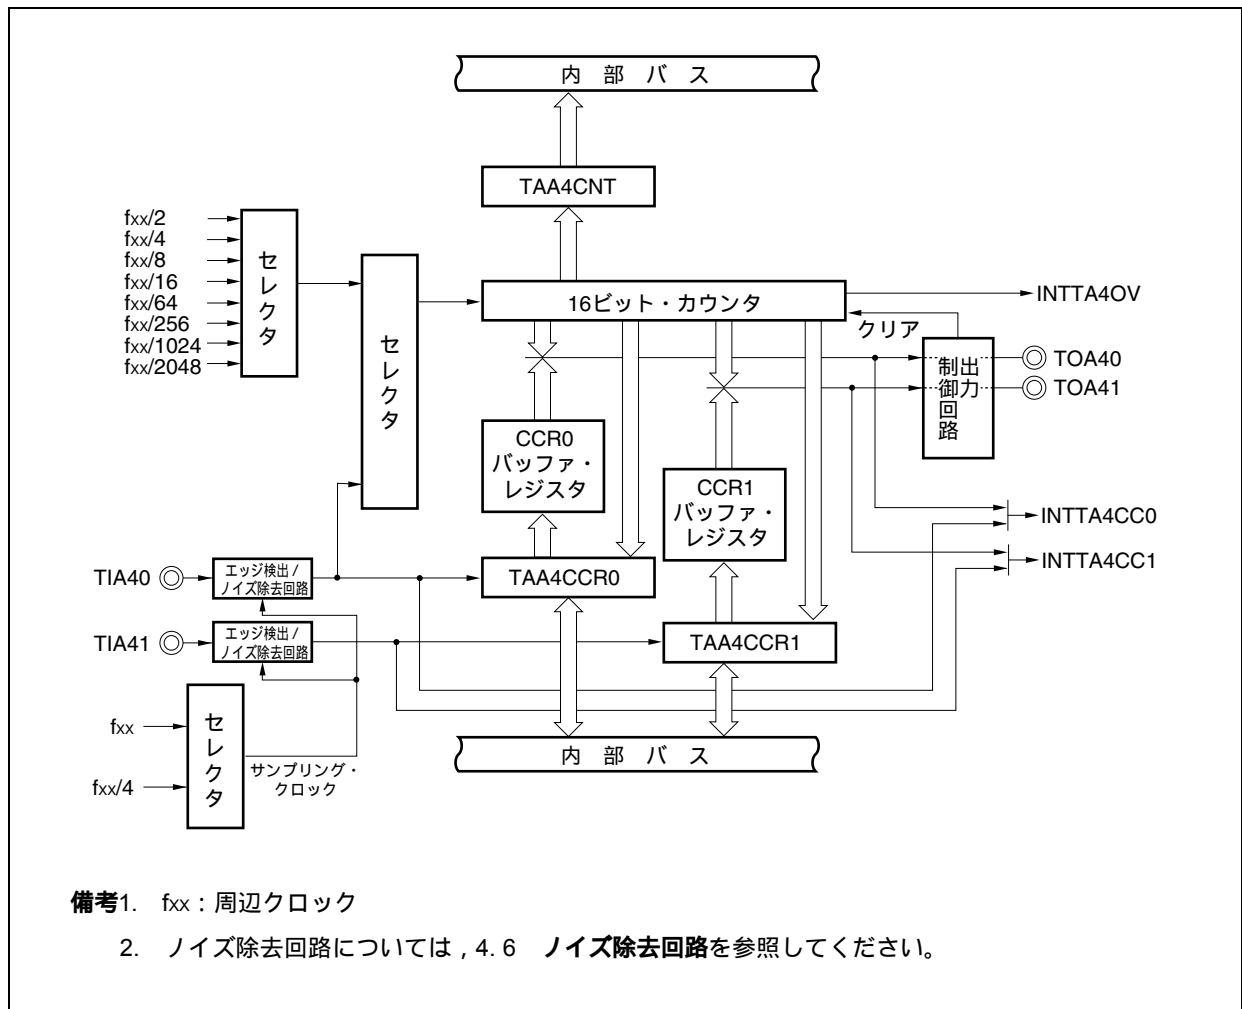 内 部 バ ス
TAA4CNT
fxx/2
fxx/4
fxx/8
fxx/16
fxx/64
fxx/256
fxx/1024
fxx/2048
セレクタ
セレクタ
16ビット・カウンタ
INTTA4OV
クリア
出力制御回路
TOA40
TOA41
CCR0
バッファ・
レジスタ
CCR1
バッファ・
レジスタ
INTTA4CC0
INTTA4CC1
TIA40
エッジ検出 /
ノイズ除去回路
TAA4CCR0
TIA41
エッジ検出 /
ノイズ除去回路
TAA4CCR1
fxx
fxx/4
セレクタ
サンプリング・
クロック
内 部 バ ス
備考1. fxx : 周辺クロック
2. ノイズ除去回路については , 4. 6 ノイズ除去回路を参照してください。